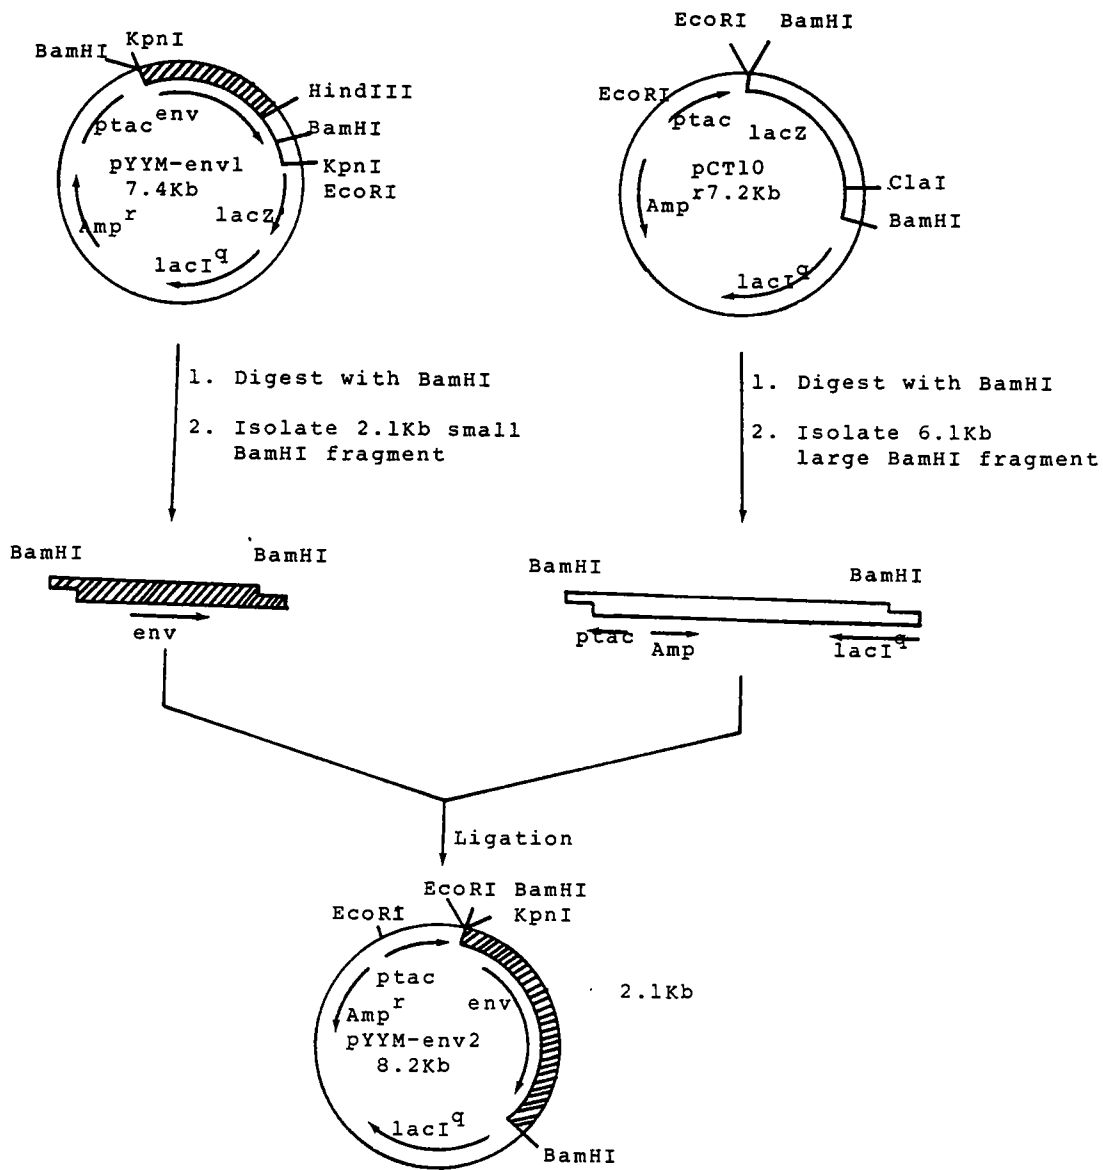 KpnI
BamHI
HindIII
BamHI
KpnI
EcoRI
ptac
env
pYYM-env1
7.4Kb
lacZ'
Amp r
lacI q
EcoRI BamHI
EcoRI
ptac
lacZ
pCT10
7.2Kb
Amp r
ClaI
BamHI
lacI q
1. Digest with BamHI
2. Isolate 2.1Kb small
BamHI fragment
1. Digest with BamHI
2. Isolate 6.1Kb
large BamHI fragment
BamHI BamHI
env
BamHI BamHI
ptac Amp lacI q
Ligation
EcoRI BamHI
KpnI
EcoRI
ptac
Amp r
env
2.1Kb
pYYM-env2
8.2Kb
lacI q
BamHI